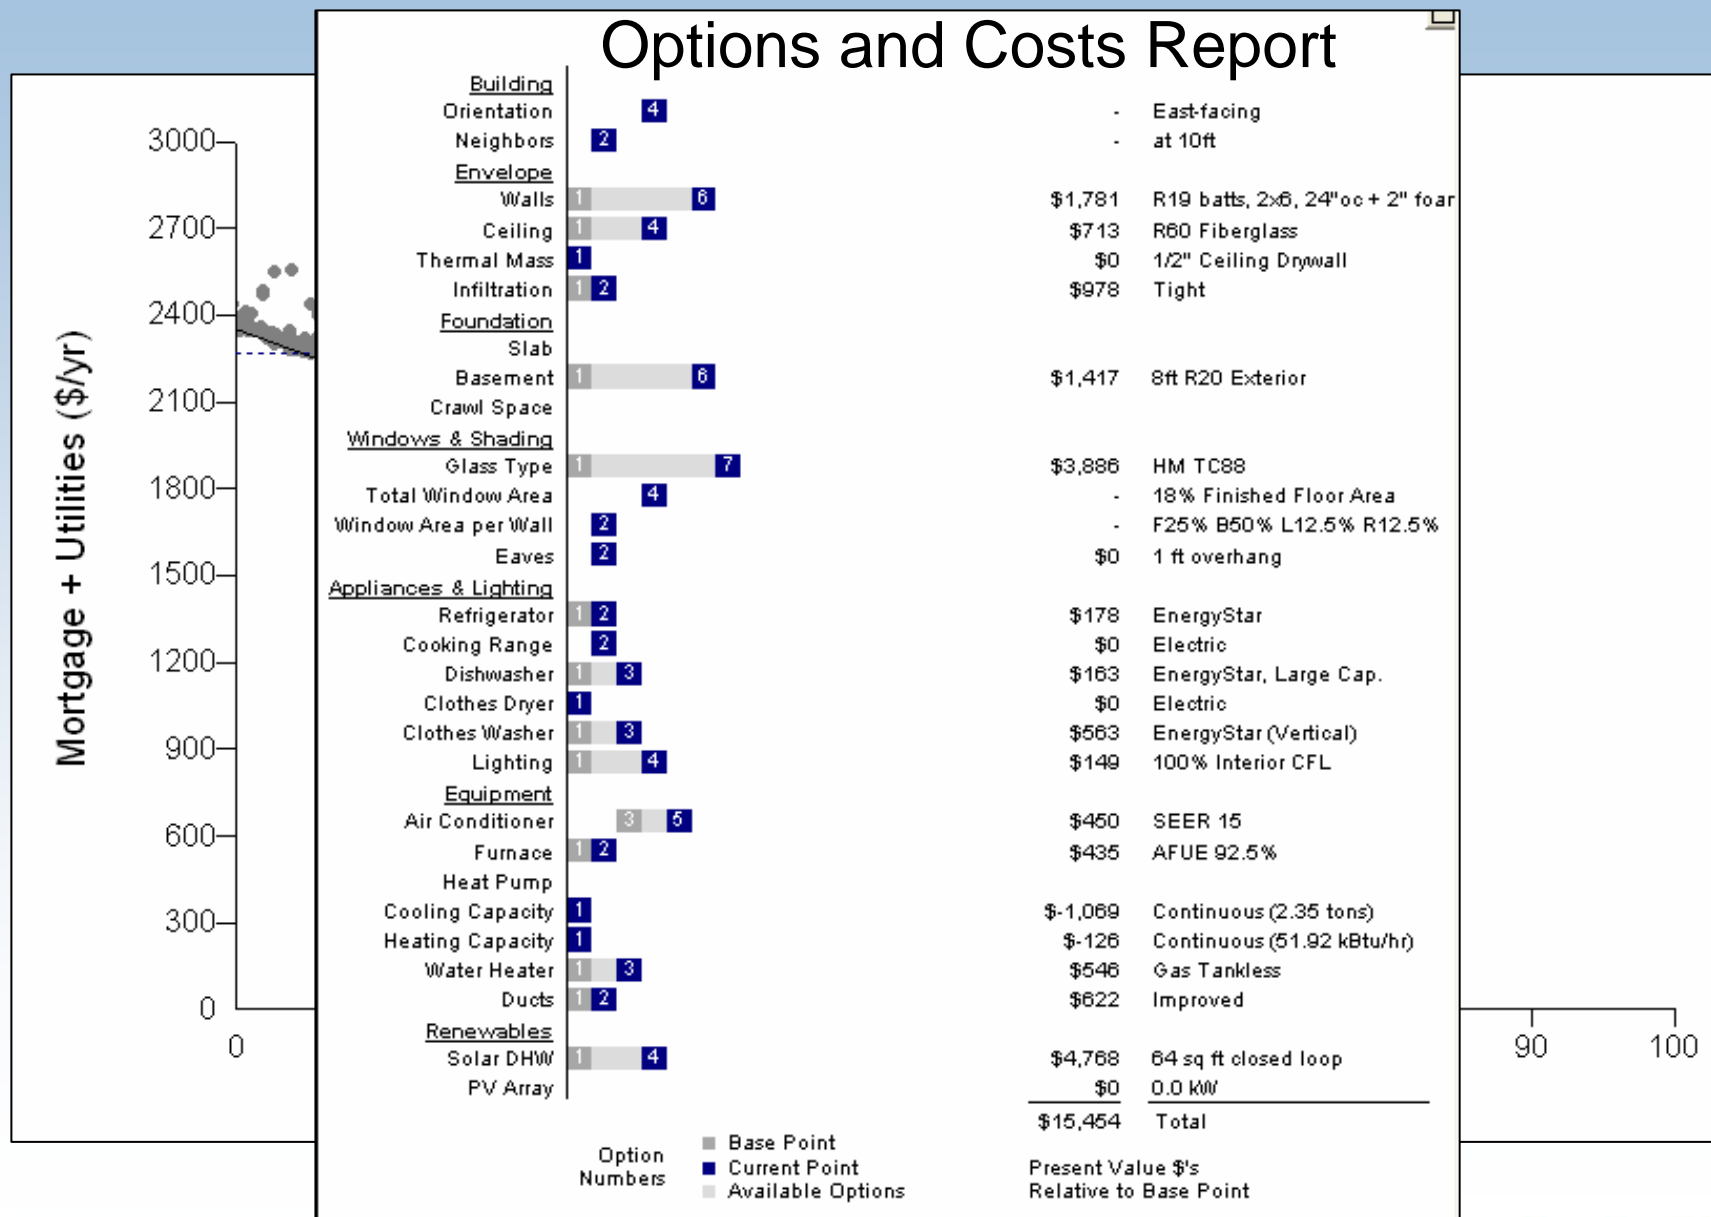 Options and Costs Report
Building
Orientation 4 - East-facing
Neighbors 2 - at 10ft
Envelope
Walls 1 6 $1,781 R19 batts, 2x6, 24"oc + 2" foar
Ceiling 1 4 $713 R60 Fiberglass
Thermal Mass 1 $0 1/2" Ceiling Drywall
Infiltration 1 2 $978 Tight
Foundation
Slab
Basement 1 6 $1,417 8ft R20 Exterior
Crawl Space
Windows & Shading
Glass Type 1 7 $3,886 HM TC88
Total Window Area 4 - 18% Finished Floor Area
Window Area per Wall 2 - F25% B50% L12.5% R12.5%
Eaves 2 $0 1 ft overhang
Appliances & Lighting
Refrigerator 1 2 $178 EnergyStar
Cooking Range 2 $0 Electric
Dishwasher 1 3 $163 EnergyStar, Large Cap.
Clothes Dryer 1 $0 Electric
Clothes Washer 1 3 $563 EnergyStar (Vertical)
Lighting 1 4 $149 100% Interior CFL
Equipment
Air Conditioner 3 5 $450 SEER 15
Furnace 1 2 $435 AFUE 92.5%
Heat Pump
Cooling Capacity 1 $-1,069 Continuous (2.35 tons)
Heating Capacity 1 $-126 Continuous (51.92 kBtu/hr)
Water Heater 1 3 $546 Gas Tankless
Ducts 1 2 $622 Improved
Renewables
Solar DHW 1 4 $4,768 64 sq ft closed loop
PV Array $0 0.0 kW
$15,454 Total
Option Numbers
Base Point
Current Point
Available Options
Present Value $'s
Relative to Base Point
Mortgage + Utilities ($/yr)
3000
2700
2400
2100
1800
1500
1200
900
600
300
0
0 90 100